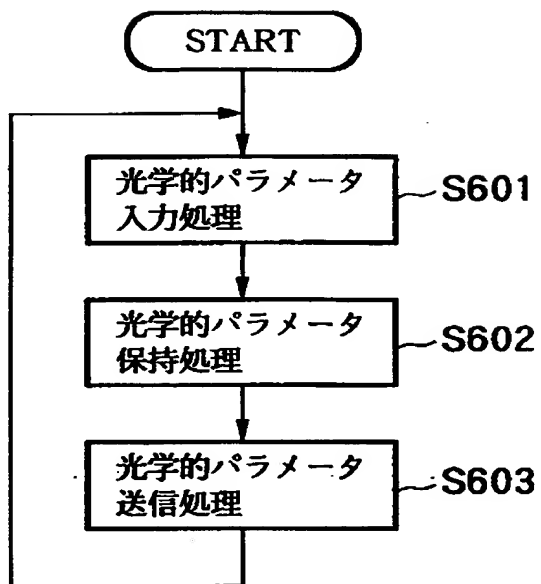 START
光学的パラメータ
入力処理
S601
光学的パラメータ
保持処理
S602
光学的パラメータ
送信処理
S603